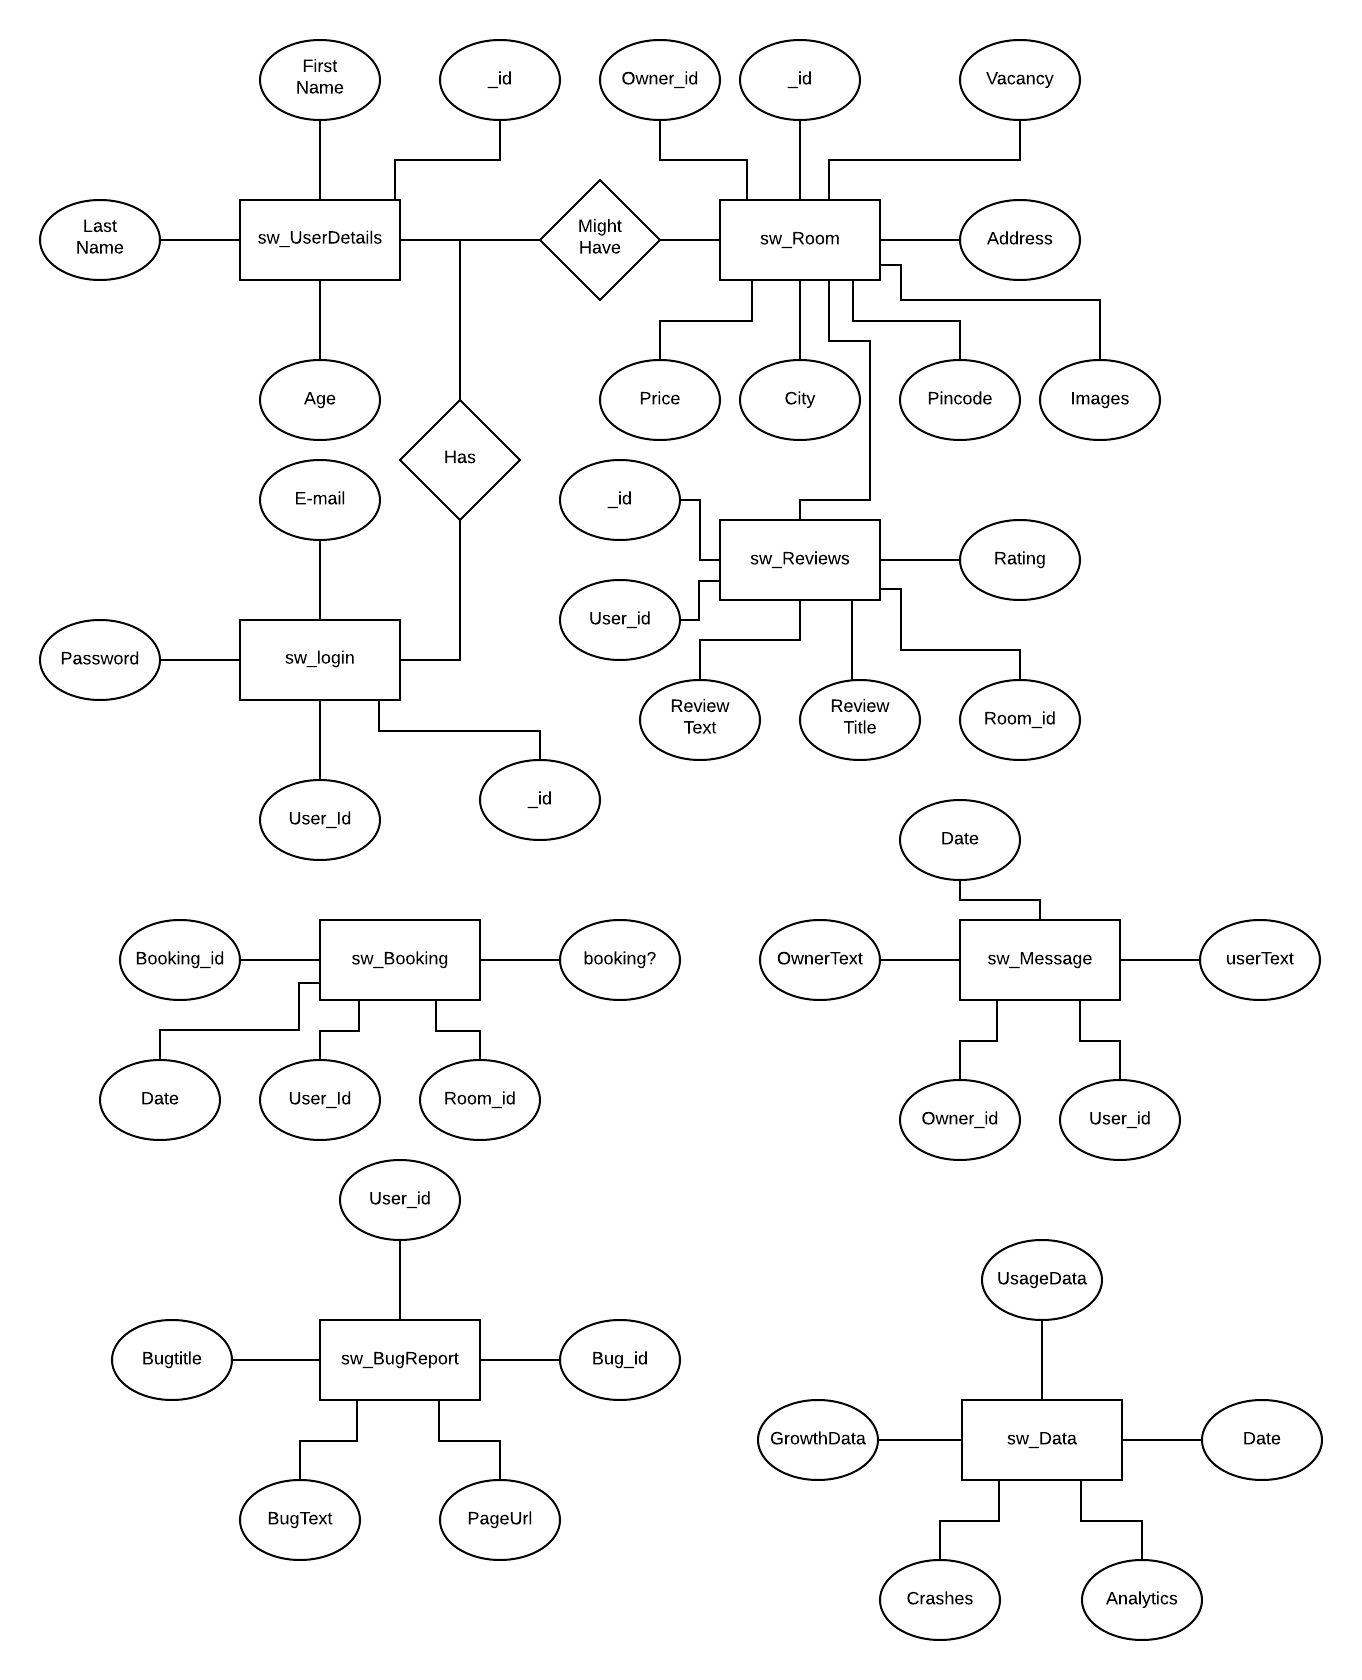 First
Name
_id
Owner_id
_id
Vacancy
Last
Name
sw_UserDetails
Might
Have
sw_Room
Address
Age
Price
City
Pincode
Images
Has
E-mail
_id
sw_Reviews
Rating
User_id
Password
sw_login
Review
Text
Review
Title
Room_id
User_Id
_id
Date
Booking_id
sw_Booking
booking?
OwnerText
sw_Message
userText
Date
User_Id
Room_id
Owner_id
User_id
User_id
UsageData
Bugtitle
sw_BugReport
Bug_id
GrowthData
sw_Data
Date
BugText
PageUrl
Crashes
Analytics